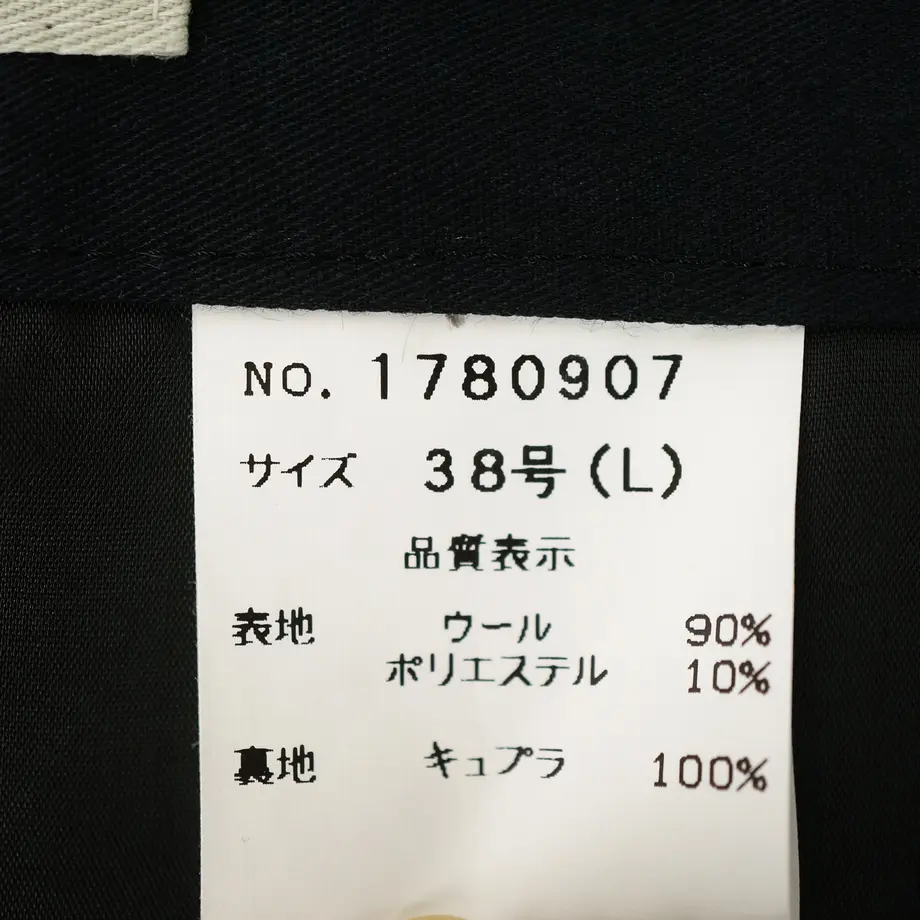 NO. 1780907
サイズ 38号(L)
品質表示
表地 ウール 90%
ポリエステル 10%
裏地 キュプラ 100%